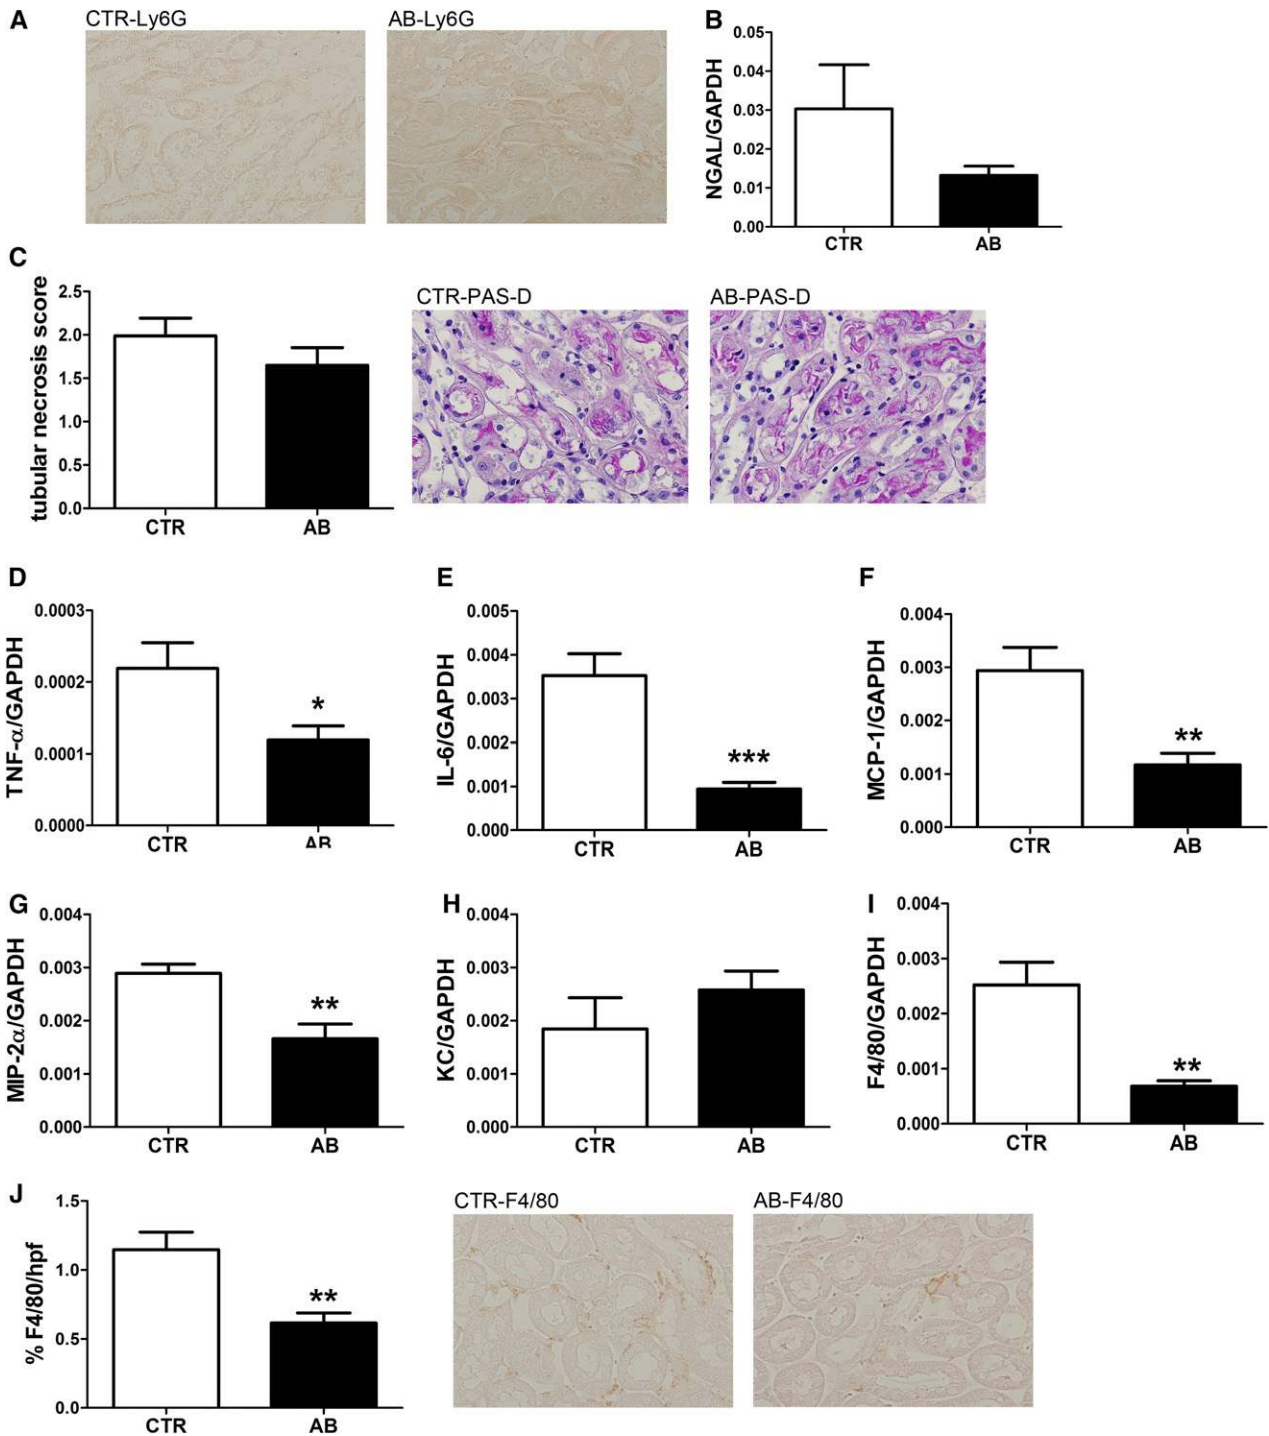 A
CTR-Ly6G
AB-Ly6G
B
NGAL/GAPDH
0.05
0.04
0.03
0.02
0.01
0.00
CTR
AB
C
tubular necrosis score
2.5
2.0
1.5
1.0
0.5
0.0
CTR
AB
CTR-PAS-D
AB-PAS-D
D
TNF-α/GAPDH
0.0003
0.0002
0.0001
0.0000
*
CTR
AB
E
IL-6/GAPDH
0.005
0.004
0.003
0.002
0.001
0.000
***
CTR
AB
F
MCP-1/GAPDH
0.004
0.003
0.002
0.001
0.000
**
CTR
AB
G
MIP-2α/GAPDH
0.004
0.003
0.002
0.001
0.000
**
CTR
AB
H
KC/GAPDH
0.004
0.003
0.002
0.001
0.000
CTR
AB
I
F4/80/GAPDH
0.004
0.003
0.002
0.001
0.000
**
CTR
AB
J
% F4/80/hpf
1.5
1.0
0.5
0.0
**
CTR
AB
CTR-F4/80
AB-F4/80